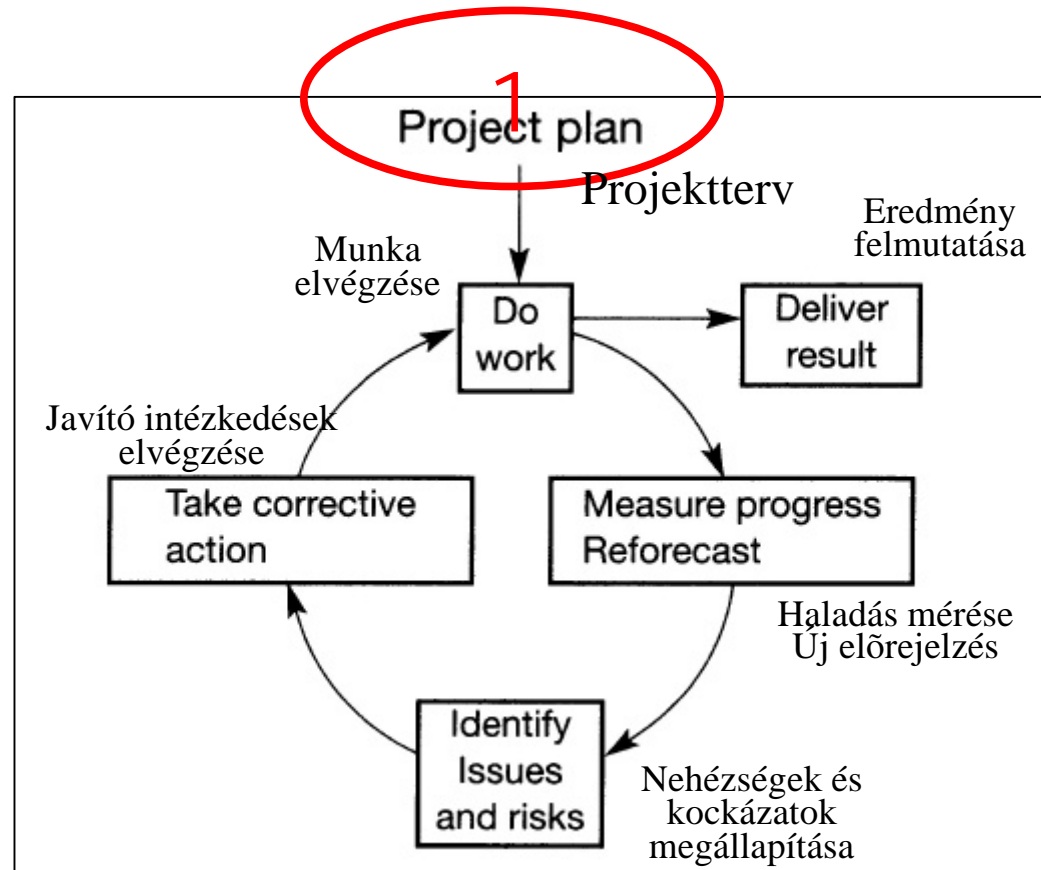 1
Project plan
Projektterv
Eredmény
felmutatása
Munka
elvégzése
Do
work
Deliver
result
Javító intézkedések
elvégzése
Take corrective
action
Measure progress
Reforecast
Haladás mérése
Új elõrejelzés
Identify
Issues
and risks
Nehézségek és
kockázatok
megállapítása